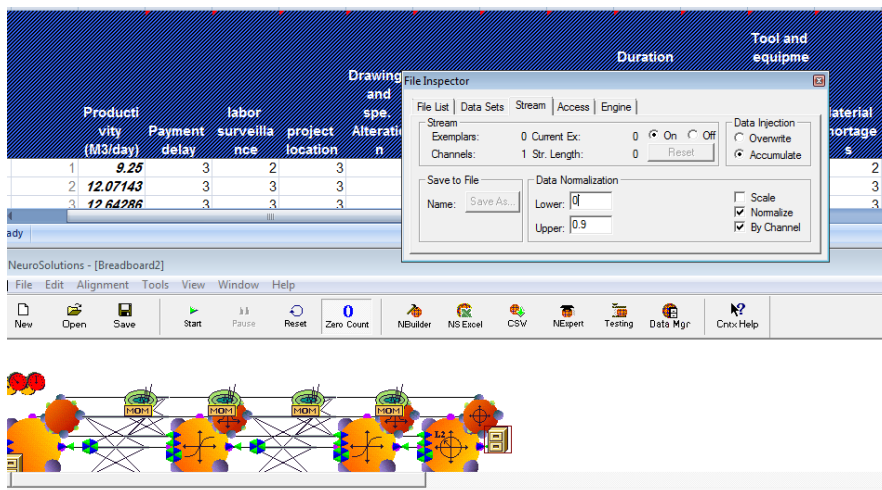 Tool and
Duration equipme
Drawing
and
Producti labor spe.
vity Payment surveilla project Alteratio
(M3/day) delay nce location n
1 9.25 3 2 3 2
2 12.07143 3 3 3 3
3 12.64286 3 3 3 3
File Inspector
File List Data Sets Stream Access Engine
Stream Data Injection
Exemplars: 0 Current Ex: 0 On Off Overwrite
Channels: 1 Str. Length: 0 Reset Accumulate
Save to File Data Normalization
Name: Save As... Lower: 0 Scale
Normalize
Upper: 0.9 By Channel
NeuroSolutions - [Breadboard2]
File Edit Alignment Tools View Window Help
0
New Open Save Start Pause Reset Zero Count NBuilder NS Excel CSW NExpert Testing Data Mgr Cntx Help
MOM MOM MOM MOM
L2